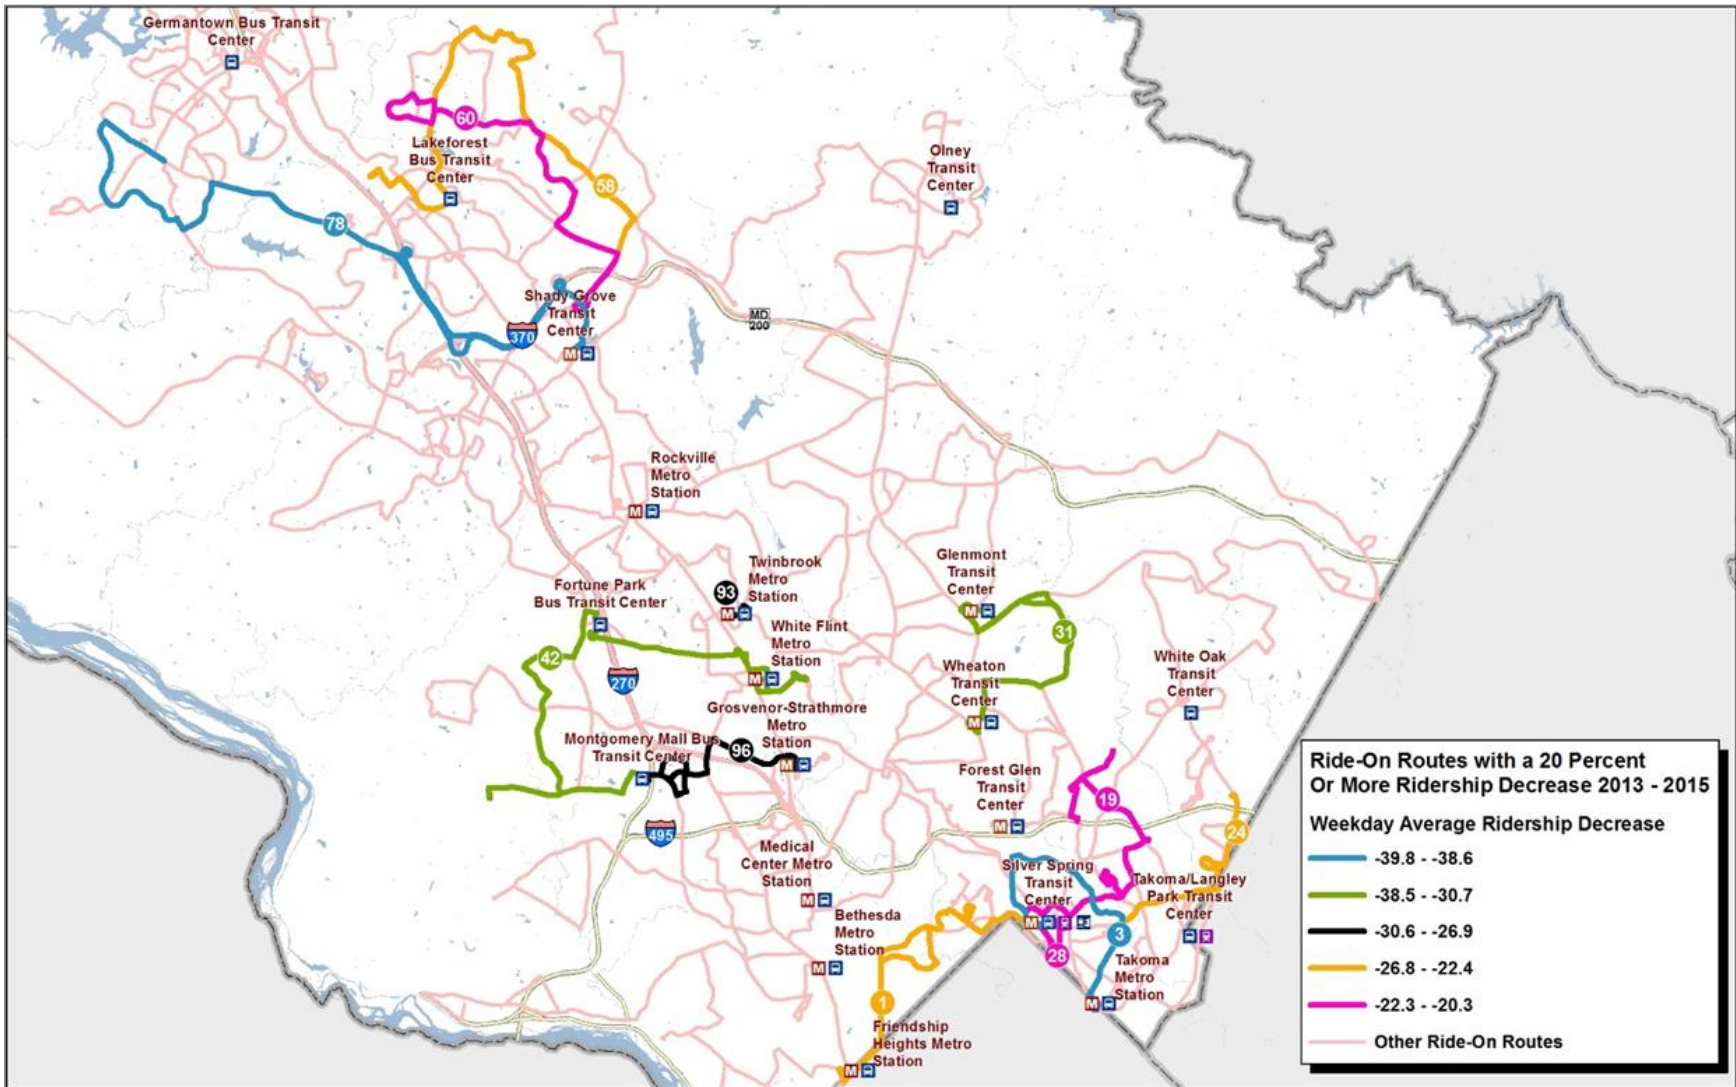 Germantown Bus Transit
Center
60
Lakeforest
Bus Transit
Center
58
78
Olney
Transit
Center
Shady Grove
Transit
Center
370
M
MD
200
Rockville
Metro
Station
M
Twinbrook
Metro
Station
93
M
Glenmont
Transit
Center
M
Fortune Park
Bus Transit Center
White Flint
Metro
Station
M
31
42
270
Wheaton
Transit
Center
M
White Oak
Transit
Center
Grosvenor-Strathmore
Metro
Station
M
Montgomery Mall Bus
Transit Center
96
Forest Glen
Transit
Center
M
19
24
495
Medical
Center Metro
Station
M
Silver Spring
Transit
Center
M
Takoma/Langley
Park Transit
Center
Bethesda
Metro
Station
M
3
28
Takoma
Metro
Station
M
1
Friendship
Heights Metro
Station
M
Ride-On Routes with a 20 Percent
Or More Ridership Decrease 2013 - 2015
Weekday Average Ridership Decrease
-39.8 - -38.6
-38.5 - -30.7
-30.6 - -26.9
-26.8 - -22.4
-22.3 - -20.3
Other Ride-On Routes